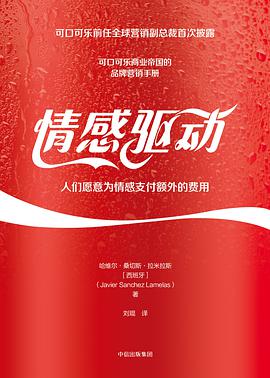 可口可乐前任全球营销副总裁首次披露
可口可乐商业帝国的
品牌营销手册
情感驱动
人们愿意为情感支付额外的费用
哈维尔·桑切斯·拉米拉斯
[西班牙]
(Javier Sanchez Lamelas)
著
刘琨 译
中信出版集团